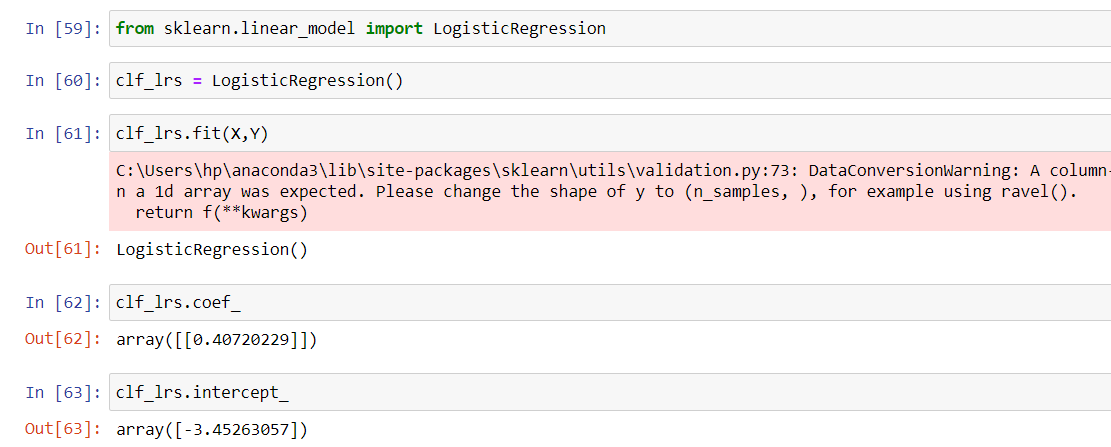 In [59]: from sklearn.linear_model import LogisticRegression
In [60]: clf_lrs = LogisticRegression()
In [61]: clf_lrs.fit(X,Y)
C:\Users\hp\anaconda3\lib\site-packages\sklearn\utils\validation.py:73: DataConversionWarning: A column-
n a 1d array was expected. Please change the shape of y to (n_samples, ), for example using ravel().
return f(**kwargs)
Out[61]: LogisticRegression()
In [62]: clf_lrs.coef_
Out[62]: array([[0.40720229]])
In [63]: clf_lrs.intercept_
Out[63]: array([-3.45263057])